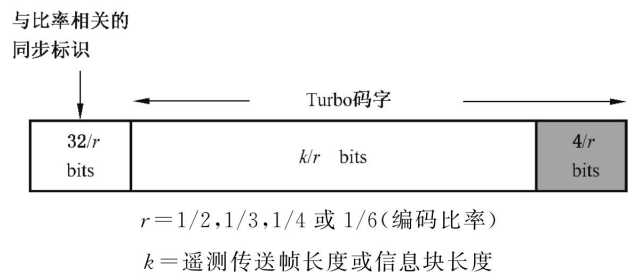 与比率相关的
同步标识
Turbo码字
32/r
bits
k/r bits
4/r
bits
r=1/2,1/3,1/4 或 1/6(编码比率)
k=遥测传送帧长度或信息块长度